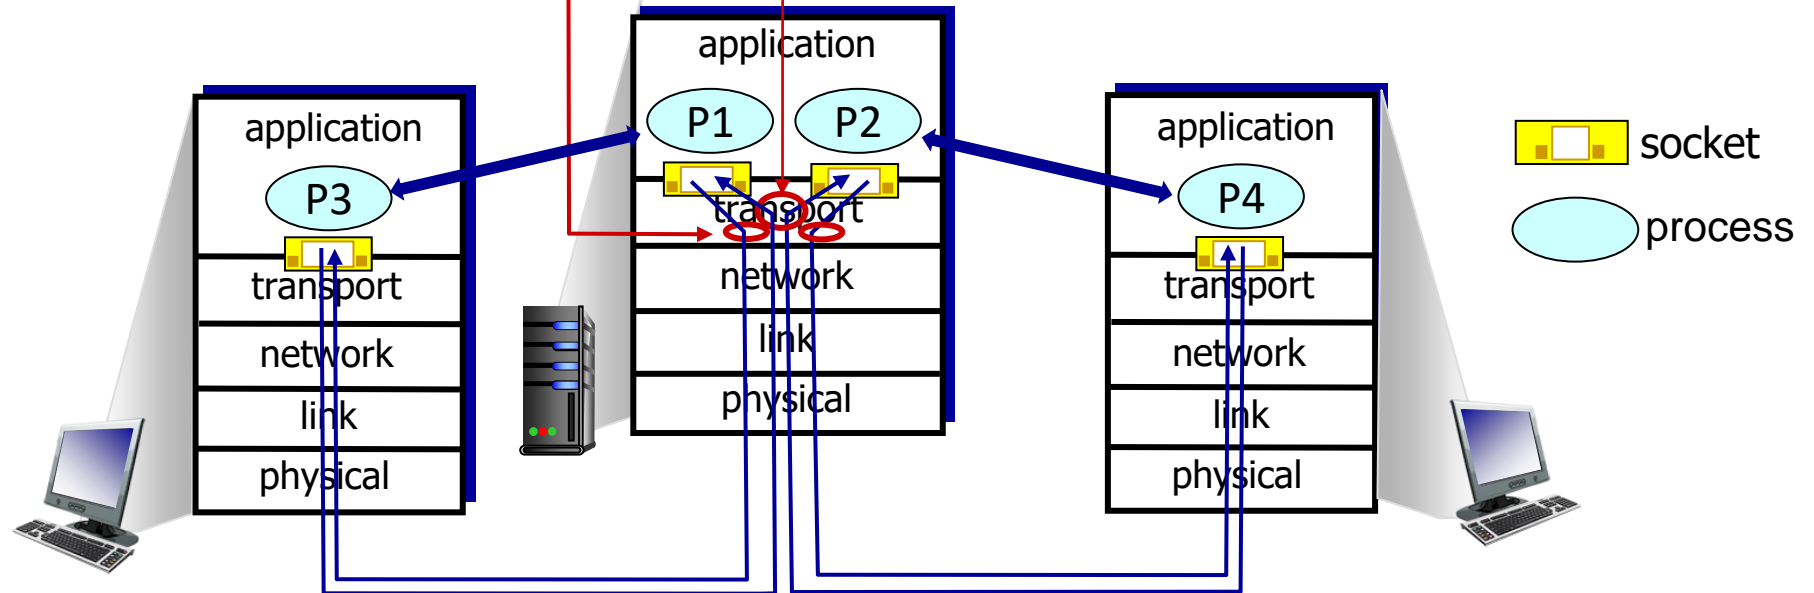 application
P3
transport
network
link
physical
application
P1 P2
transport
network
link
physical
application
P4
transport
network
link
physical
socket
process